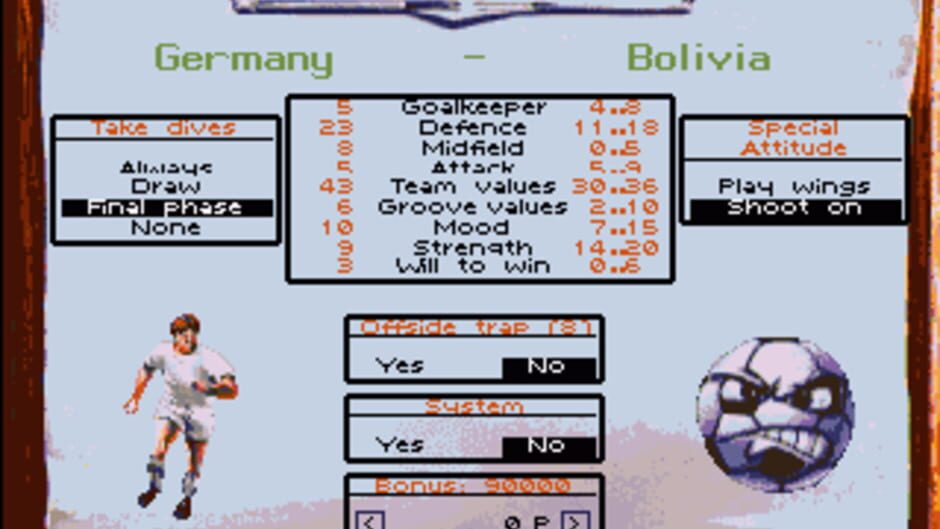 Germany - Bolivia
Take dives
Always
Draw
Final phase
None
5 Goalkeeper 4..8
23 Defence 11..18
8 Midfield 0..5
5 Attack 5..9
43 Team values 30..36
6 Groove values 2..10
10 Mood 7..15
9 Strength 14..20
3 Will to win 0..6
Special
Attitude
Play wings
Shoot on
Offside trap (8')
Yes No
System
Yes No
Bonus: 90000
< 0 P >